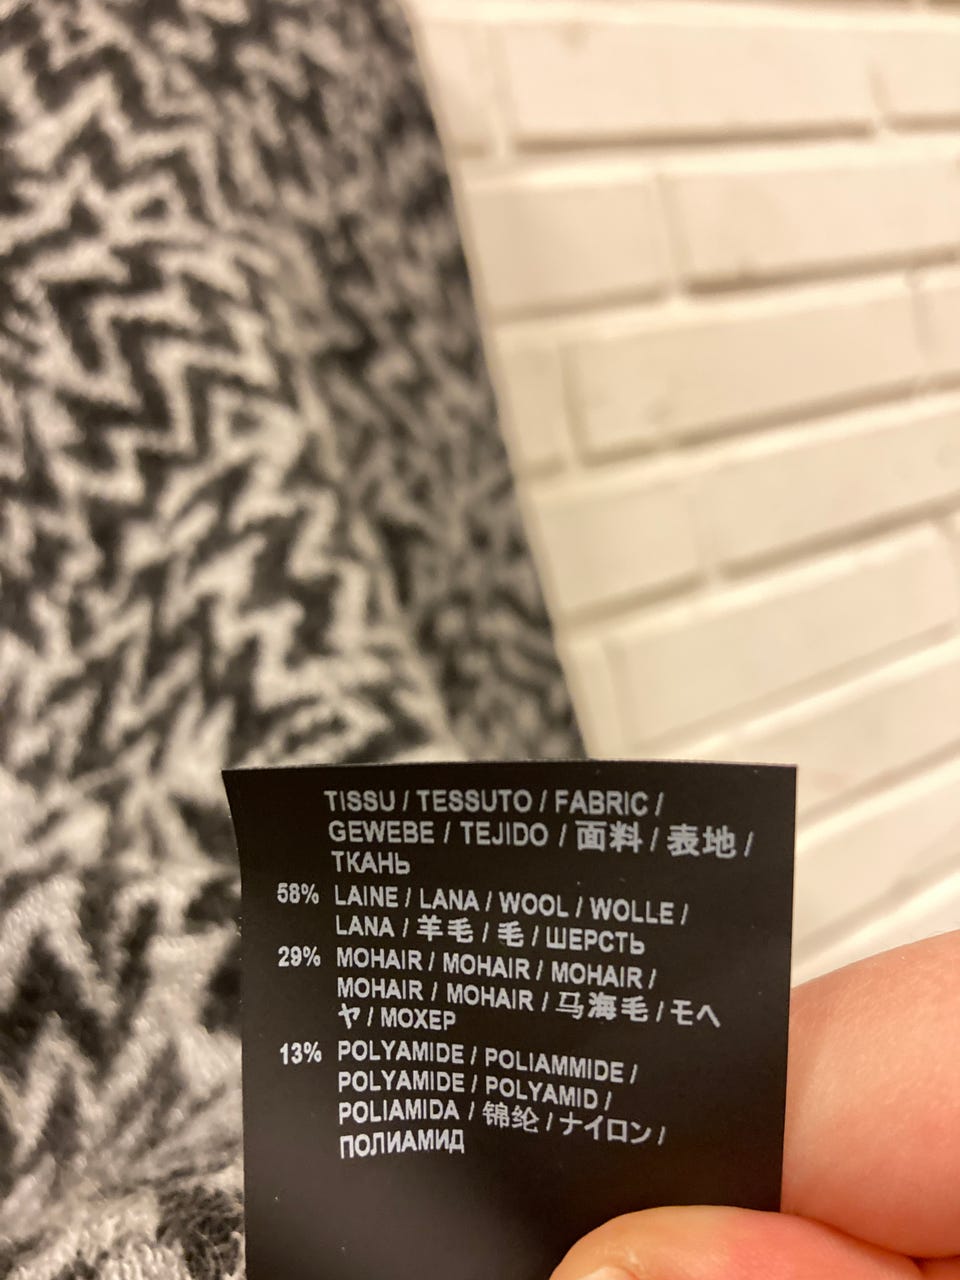 TISSU / TESSUTO / FABRIC /
GEWEBE / TEJIDO / 面料 / 表地 /
ТКАНЬ
58% LAINE / LANA / WOOL / WOLLE /
LANA / 羊毛 / 毛 / ШЕРСТЬ
29% MOHAIR / MOHAIR / MOHAIR /
MOHAIR / MOHAIR / 马海毛 / モヘ
ヤ / МОХЕР
13% POLYAMIDE / POLIAMMIDE /
POLYAMIDE / POLYAMID /
POLIAMIDA / 锦纶 / ナイロン /
ПОЛИАМИД